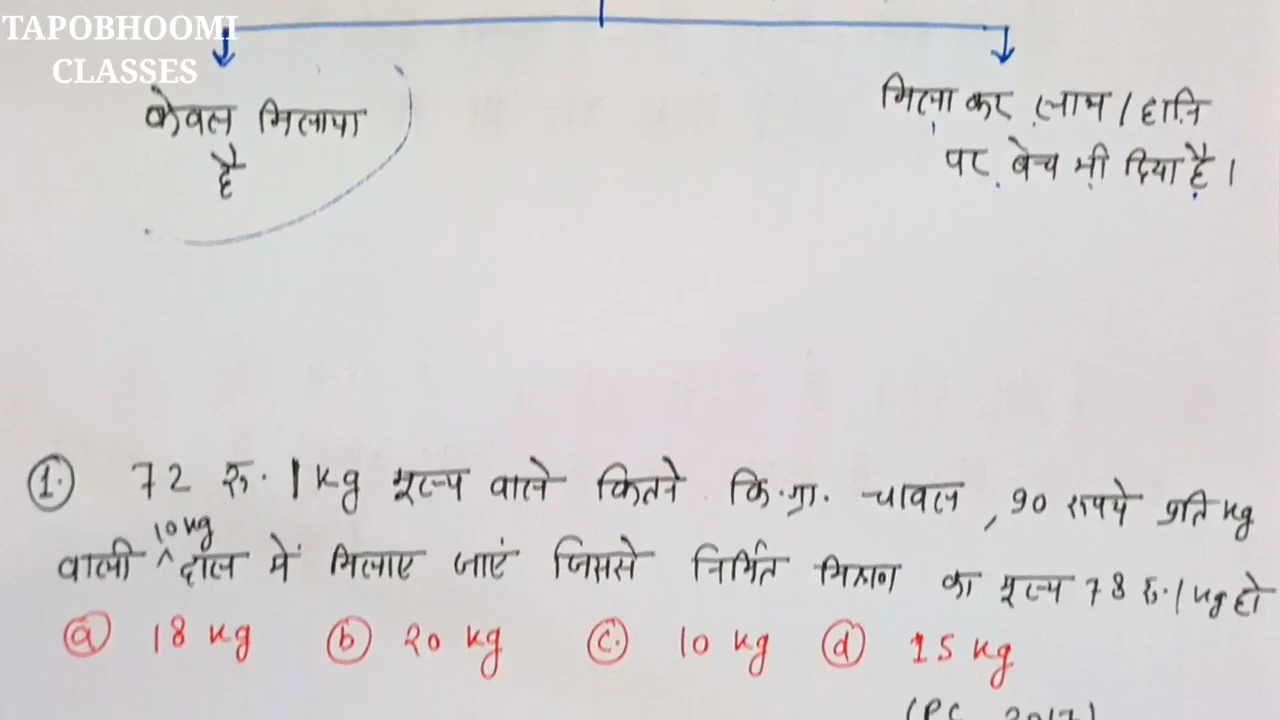 TAPOBHOOMI
CLASSES
केवल मिलाया
है
मिला कर लाभ / हानि
पर बेच भी दिया है।
1. 72 रु. / kg मूल्य वाले कितने कि.ग्रा. चावल , 90 रूपये प्रति kg
10 kg
वाली ^ दाल में मिलाए जाएं जिससे निर्मित मिश्रण का मूल्य 78 रु. / kg हो
a 18 kg b 20 kg c. 10 kg d 15 kg